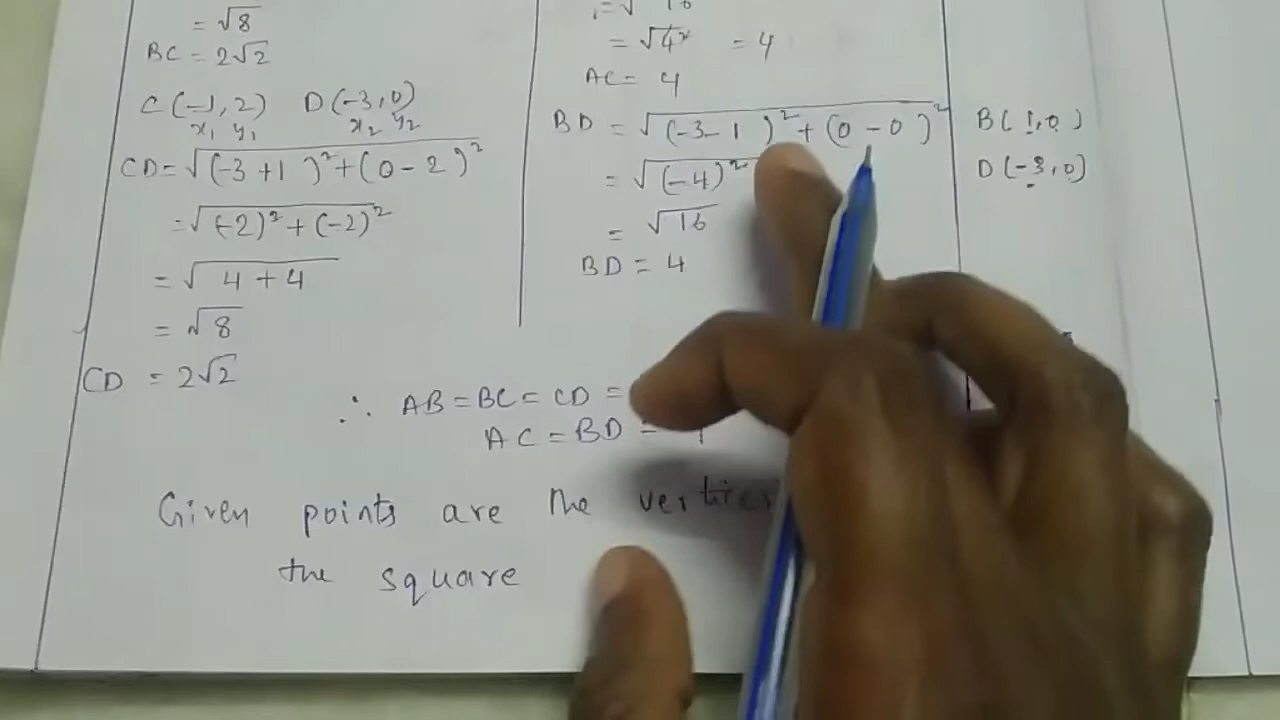 = √8
BC = 2√2
C (-1, 2) D (-3, 0)
x₁ y₁ x₂ y₂
CD = √(-3 + 1)² + (0 - 2)²
= √(-2)² + (-2)²
= √4 + 4
= √8
CD = 2√2
= √16
= √4² = 4
AC = 4
BD = √(-3 - 1)² + (0 - 0)²
= √(-4)²
= √16
BD = 4
B (1, 0)
D (-3, 0)
∴ AB = BC = CD =
AC = BD =
Given points are the verties
the square